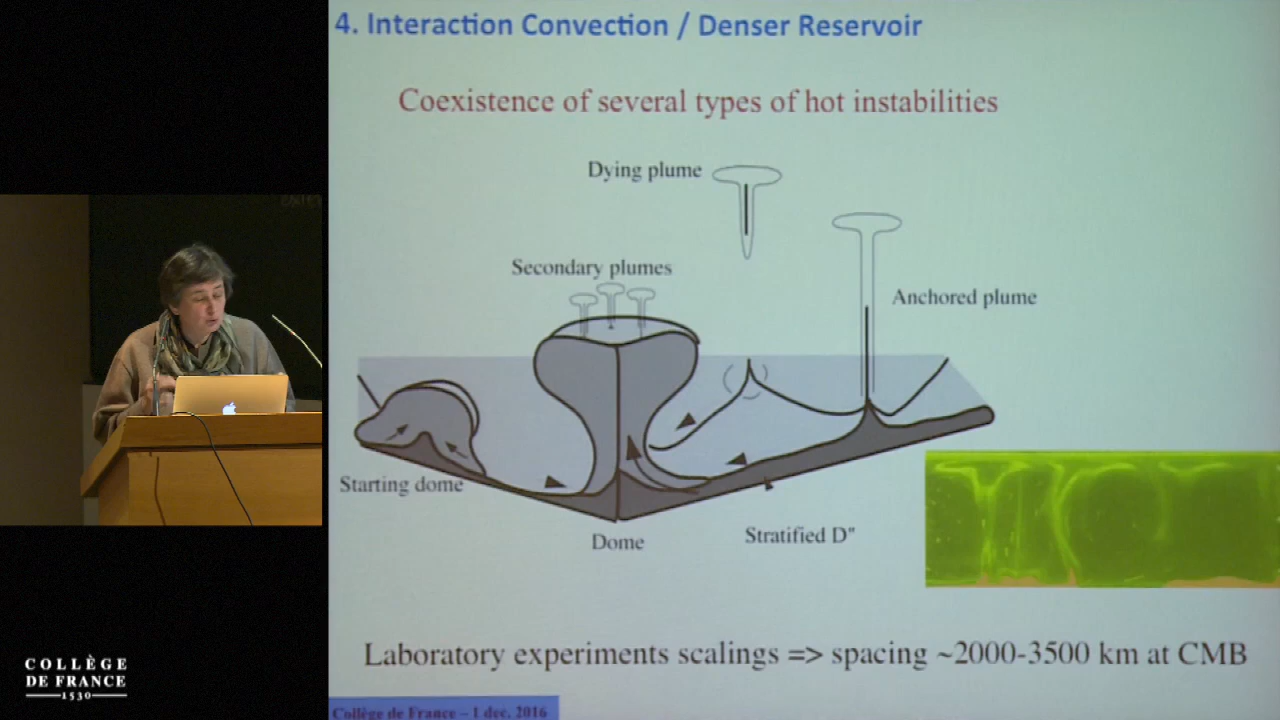 4. Interaction Convection / Denser Reservoir
Coexistence of several types of hot instabilities
Dying plume
Secondary plumes
Anchored plume
Starting dome
Dome
Stratified D"
Laboratory experiments scalings => spacing ~2000-3500 km at CMB
Collège de France – 1 dec. 2016
COLLÈGE
DE FRANCE
1530